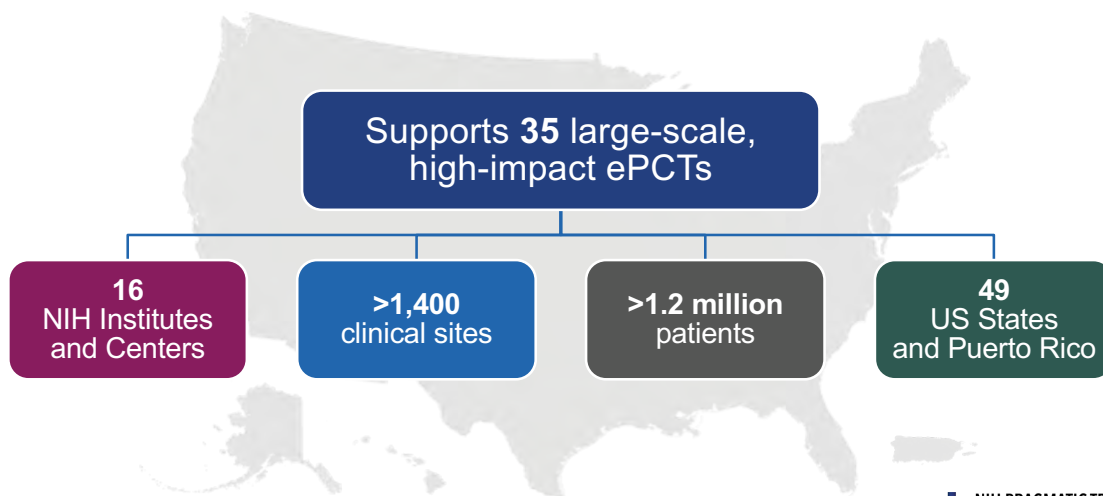 Supports 35 large-scale,
high-impact ePCTs
16
NIH Institutes
and Centers
>1,400
clinical sites
>1.2 million
patients
49
US States
and Puerto Rico